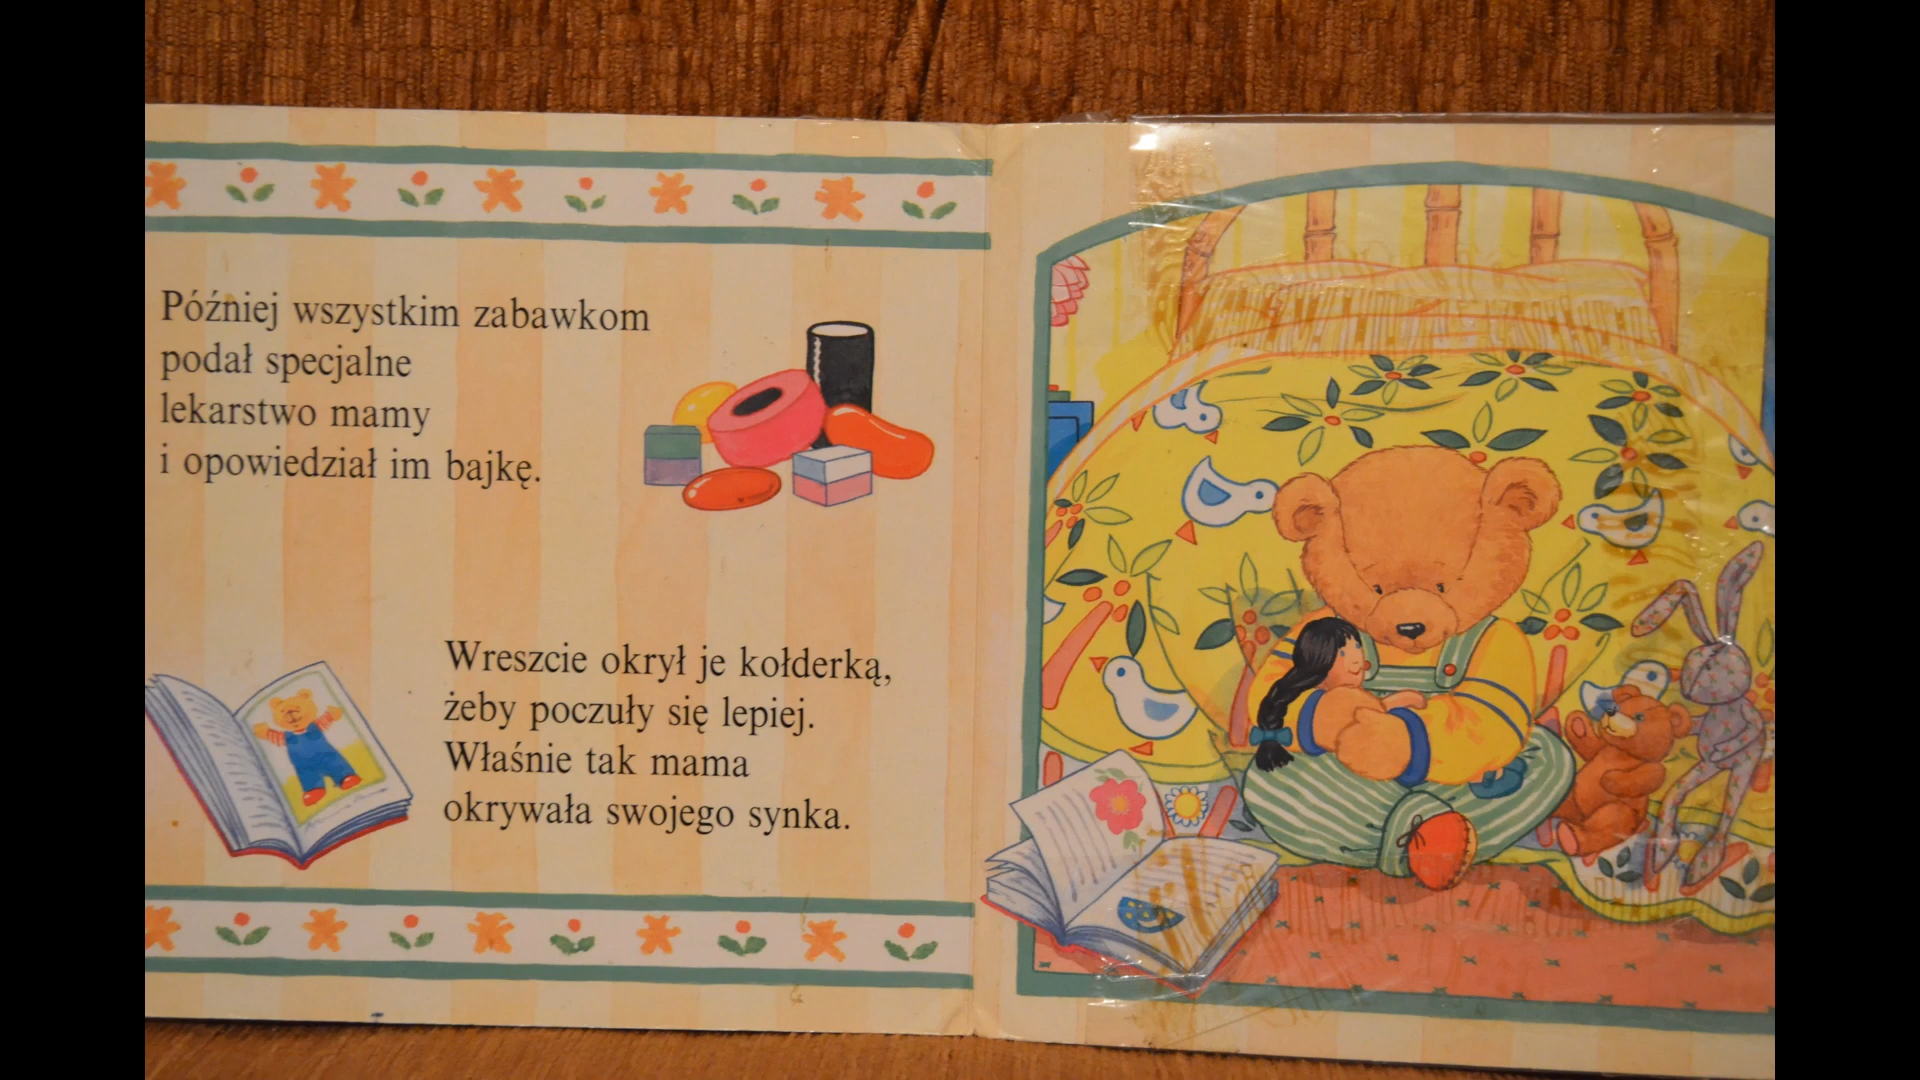 Później wszystkim zabawkom
podał specjalne
lekarstwo mamy
i opowiedział im bajkę.
Wreszcie okrył je kołderką,
żeby poczuły się lepiej.
Właśnie tak mama
okrywała swojego synka.